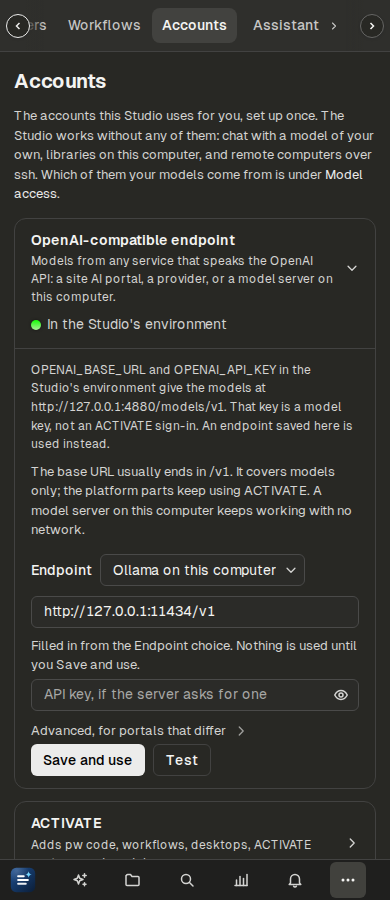 ers Workflows Accounts Assistant
Accounts
The accounts this Studio uses for you, set up once. The
Studio works without any of them: chat with a model of your
own, libraries on this computer, and remote computers over
ssh. Which of them your models come from is under Model
access.
OpenAI-compatible endpoint
Models from any service that speaks the OpenAI
API: a site AI portal, a provider, or a model server on
this computer.
In the Studio's environment
OPENAI_BASE_URL and OPENAI_API_KEY in the
Studio's environment give the models at
http://127.0.0.1:4880/models/v1. That key is a model
key, not an ACTIVATE sign-in. An endpoint saved here is
used instead.
The base URL usually ends in /v1. It covers models
only; the platform parts keep using ACTIVATE. A
model server on this computer keeps working with no
network.
Endpoint Ollama on this computer
http://127.0.0.1:11434/v1
Filled in from the Endpoint choice. Nothing is used until
you Save and use.
API key, if the server asks for one
Advanced, for portals that differ
Save and use Test
ACTIVATE
Adds pw code, workflows, desktops, ACTIVATE